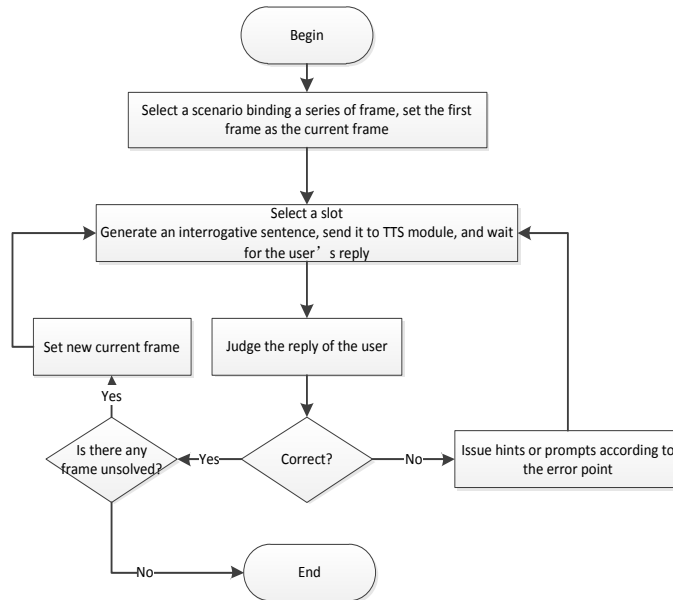 Begin
Select a scenario binding a series of frame, set the first
frame as the current frame
Select a slot
Generate an interrogative sentence, send it to TTS module, and wait
for the user’s reply
Set new current frame
Judge the reply of the user
Yes
Is there any
frame unsolved?
Yes
Correct?
No
Issue hints or prompts according to
the error point
No
End